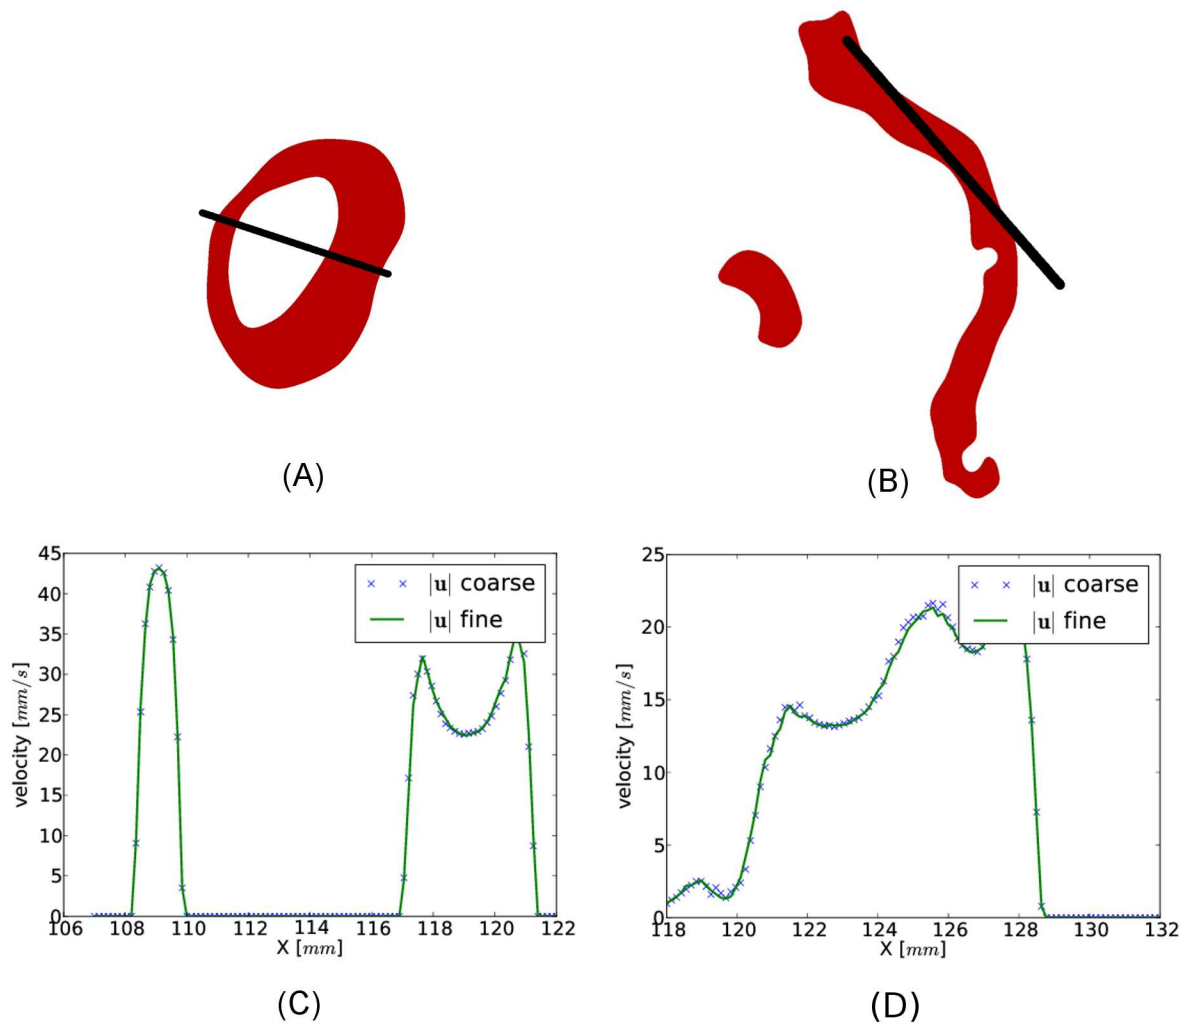 (A)
(B)
45
40
35
30
25
20
15
10
5
0
velocity [mm/s]
|u| coarse
|u| fine
106 108 110 112 114 116 118 120 122
X [mm]
(C)
25
20
15
10
5
0
velocity [mm/s]
|u| coarse
|u| fine
118 120 122 124 126 128 130 132
X [mm]
(D)